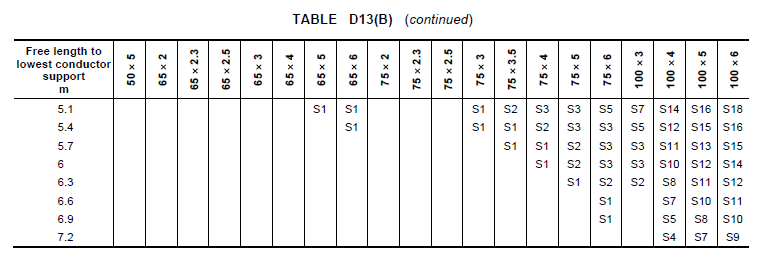 TABLE D13(B) (continued)
Free length to lowest conductor support m 50 × 5 65 × 2 65 × 2.3 65 × 2.5 65 × 3 65 × 4 65 × 5 65 × 6 75 × 2 75 × 2.3 75 × 2.5 75 × 3 75 × 3.5 75 × 4 75 × 5 75 × 6 100 × 3 100 × 4 100 × 5 100 × 6
5.1 S1 S1 S1 S2 S3 S3 S5 S7 S14 S16 S18
5.4 S1 S1 S1 S2 S3 S3 S5 S12 S15 S16
5.7 S1 S1 S2 S3 S3 S11 S13 S15
6 S1 S2 S3 S3 S10 S12 S14
6.3 S1 S2 S2 S8 S11 S12
6.6 S1 S7 S10 S11
6.9 S1 S5 S8 S10
7.2 S4 S7 S9